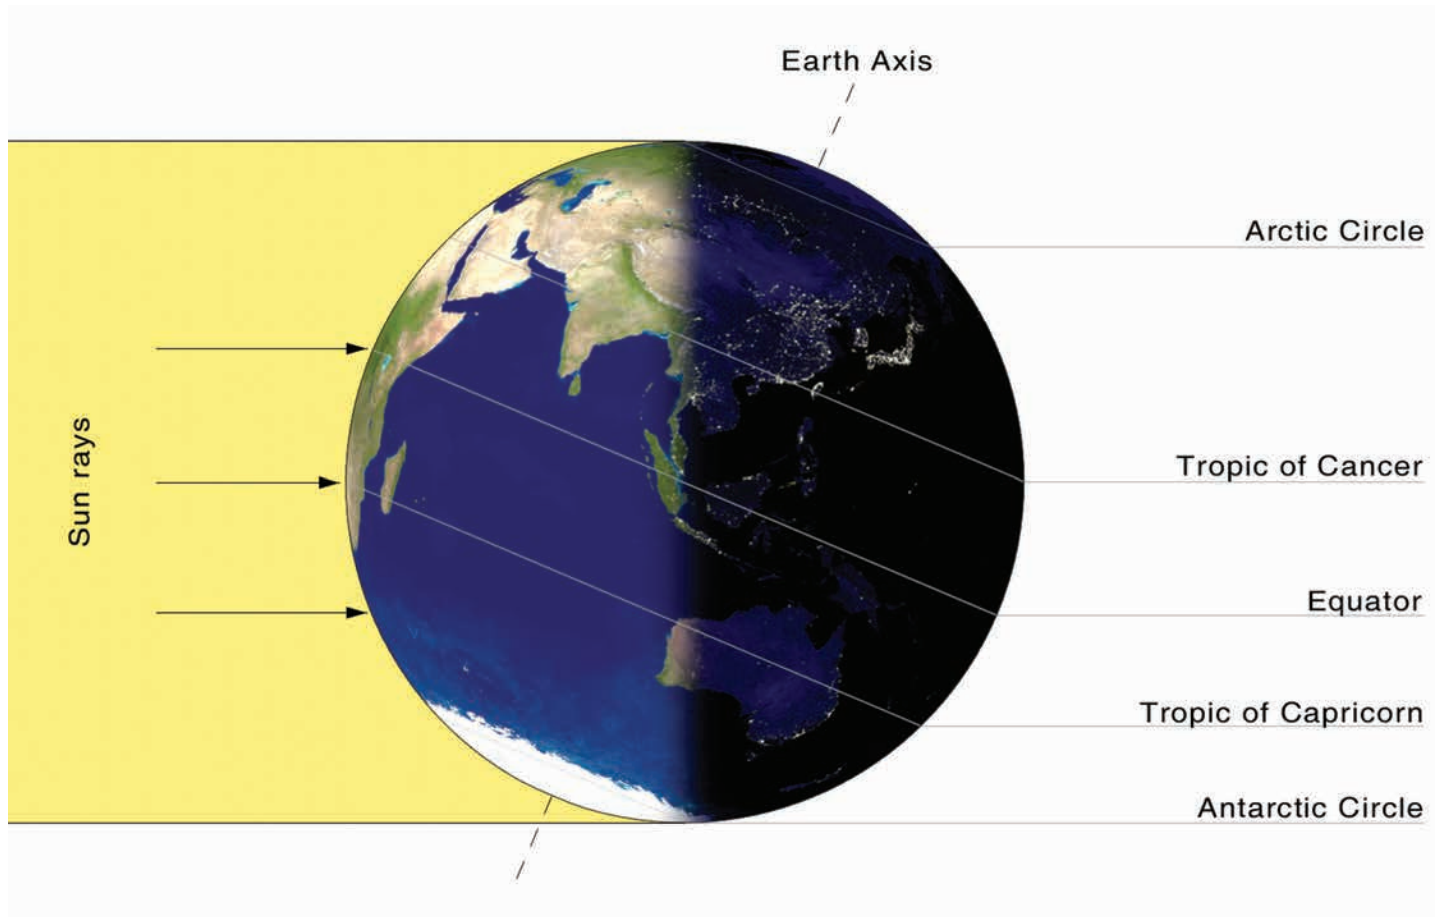 Earth Axis
Arctic Circle
Tropic of Cancer
Sun rays
Equator
Tropic of Capricorn
Antarctic Circle